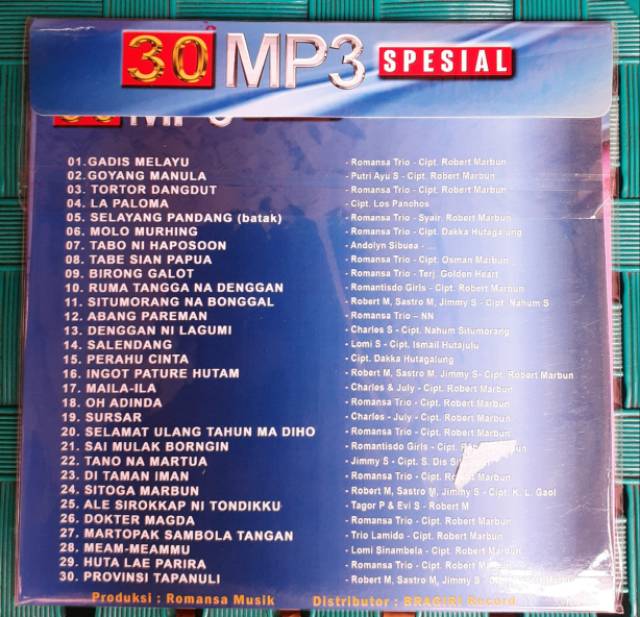 30 MP3 SPESIAL
01. GADIS MELAYU - Romansa Trio - Cipt. Robert Marbun
02. GOYANG MANULA - Putri Ayu S - Cipt. Robert Marbun
03. TORTOR DANGDUT - Romansa Trio - Cipt. Robert Marbun
04. LA PALOMA - Cipt. Los Panchos
05. SELAYANG PANDANG (batak) - Romansa Trio - Syair. Robert Marbun
06. MOLO MURHING - Romansa Trio - Cipt. Dakka Hutagalung
07. TABO NI HAPOSOON - Andolyn Sibuea - ...
08. TABE SIAN PAPUA - Romansa Trio - Cipt. Osman Marbun
09. BIRONG GALOT - Romansa Trio - Terj. Golden Heart
10. RUMA TANGGA NA DENGGAN - Romantisdo Girls - Cipt. Robert Marbun
11. SITUMORANG NA BONGGAL - Robert M, Sastro M, Jimmy S - Cipt. Nahum S
12. ABANG PAREMAN - Romansa Trio - NN
13. DENGGAN NI LAGUMI - Charles S - Cipt. Nahum Situmorang
14. SALENDANG - Lomi S - Cipt. Ismail Hutajulu
15. PERAHU CINTA - Cipt. Dakka Hutagalung
16. INGOT PATURE HUTAM - Robert M, Sastro M, Jimmy S- Cipt. Robert Marbun
17. MAILA-ILA - Charles & July - Cipt. Robert Marbun
18. OH ADINDA - Romansa Trio - Cipt. Robert Marbun
19. SURSAR - Charles - July - Cipt. Robert Marbun
20. SELAMAT ULANG TAHUN MA DIHO - Romansa Trio - Cipt. Robert Marbun
21. SAI MULAK BORNGIN - Romantisdo Girls - Cipt. Robert Marbun
22. TANO NA MARTUA - Jimmy S - Cipt. S. Dis
23. DI TAMAN IMAN - Romansa Trio - Cipt. Robert Marbun
24. SITOGA MARBUN - Robert M, Sastro M, Jimmy S - Cipt. K. L. Gaol
25. ALE SIROKKAP NI TONDIKKU - Tagor P & Evi S - Robert M
26. DOKTER MAGDA - Romansa Trio - Cipt. Robert Marbun
27. MARTOPAK SAMBOLA TANGAN - Trio Lamido - Cipt. Robert Marbun
28. MEAM-MEAMMU - Lomi Sinambela - Cipt. Robert Marbun
29. HUTA LAE PARIRA - Romansa Trio - Cipt. Robert Marbun
30. PROVINSI TAPANULI - Robert M, Sastro M, Jimmy S - Cipt. Robert Marbun
Produksi : Romansa Musik Distributor : BRAGIRI Record